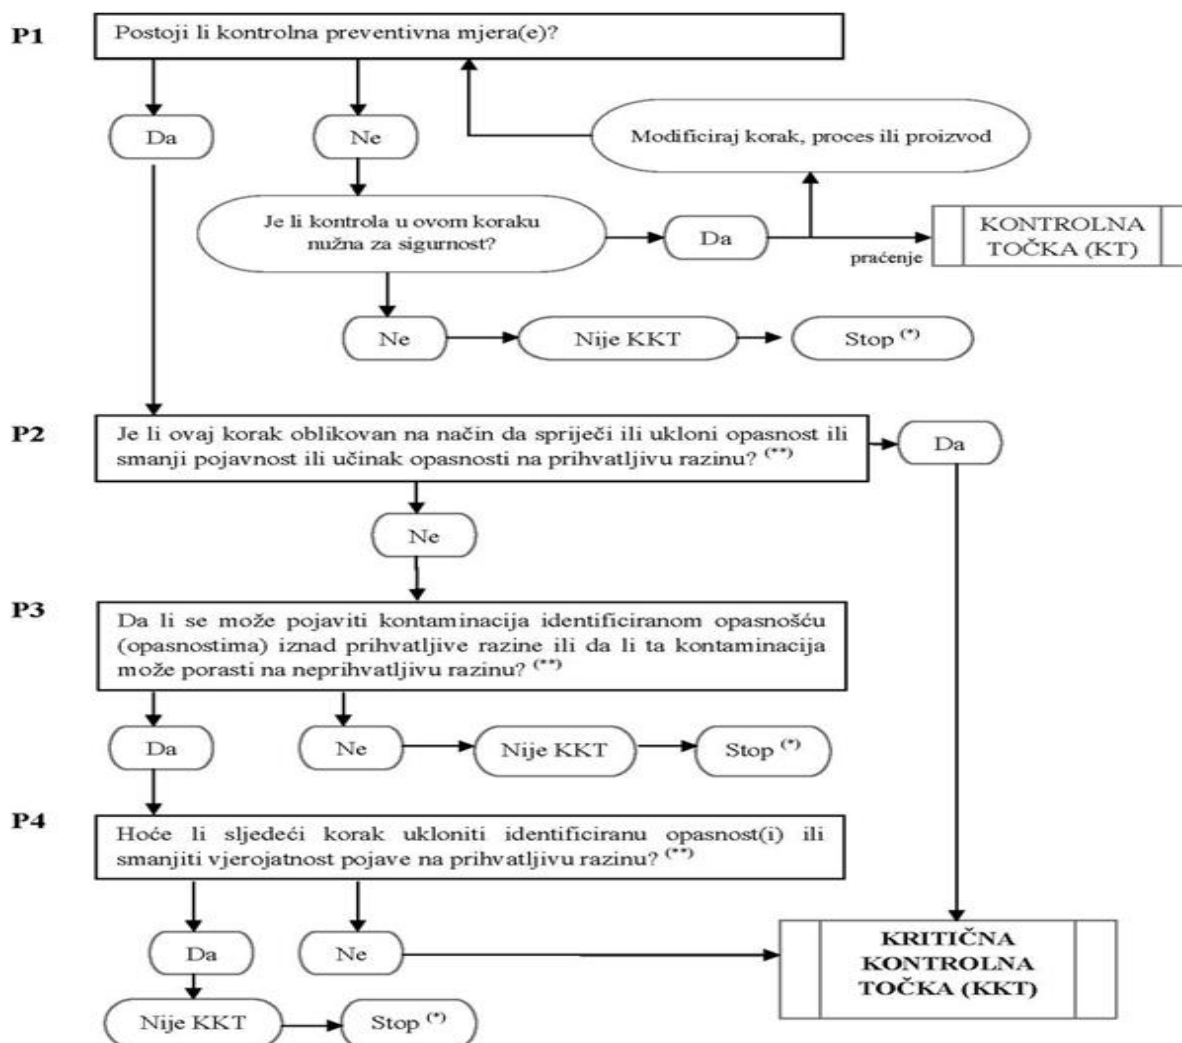 P1
Postoji li kontrolna preventivna mjera(e)?
Da
Ne
Modificiraj korak, proces ili proizvod
Je li kontrola u ovom koraku
nužna za sigurnost?
Da
praćenje
KONTROLNA
TOČKA (KT)
Ne
Nije KKT
Stop (*)
P2
Je li ovaj korak oblikovan na način da spriječi ili ukloni opasnost ili
smanji pojavnost ili učinak opasnosti na prihvatljivu razinu? (**)
Da
Ne
P3
Da li se može pojaviti kontaminacija identificiranom opasnošću
(opasnostima) iznad prihvatljive razine ili da li ta kontaminacija
može porasti na neprihvatljivu razinu? (**)
Da
Ne
Nije KKT
Stop (*)
P4
Hoće li sljedeći korak ukloniti identificiranu opasnost(i) ili
smanjiti vjerojatnost pojave na prihvatljivu razinu? (**)
Da
Ne
KRITIČNA
KONTROLNA
TOČKA (KKT)
Nije KKT
Stop (*)